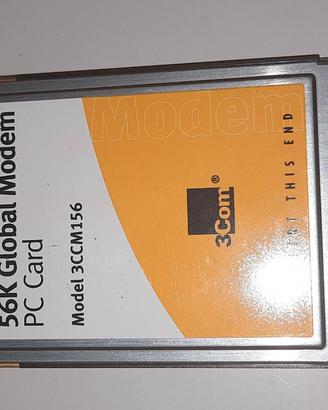 56K Global Modem
PC Card
Model 3CCM156
Modem
3Com®
THIS END